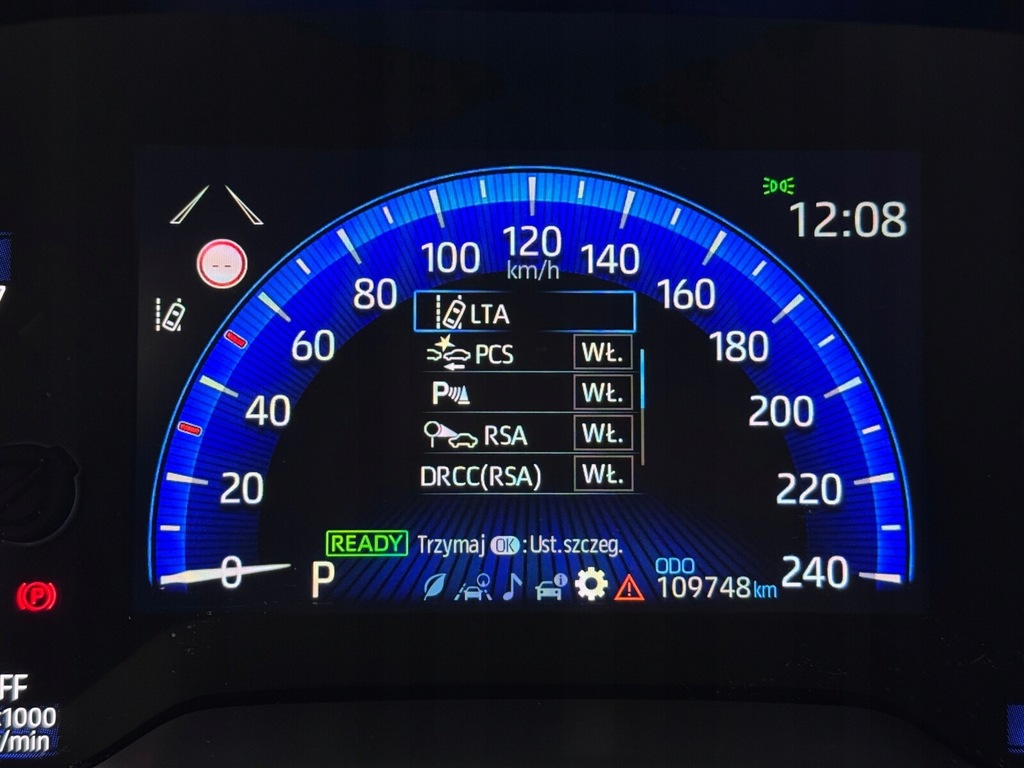 12:08
120
100
140
km/h
80
160
LTA
60
PCS WŁ.
180
P WŁ.
40
200
RSA WŁ.
DRCC(RSA) WŁ.
20
220
READY Trzymaj OK : Ust.szczeg.
0
P
ODO
240
109748 km
P
FF
1000
/min